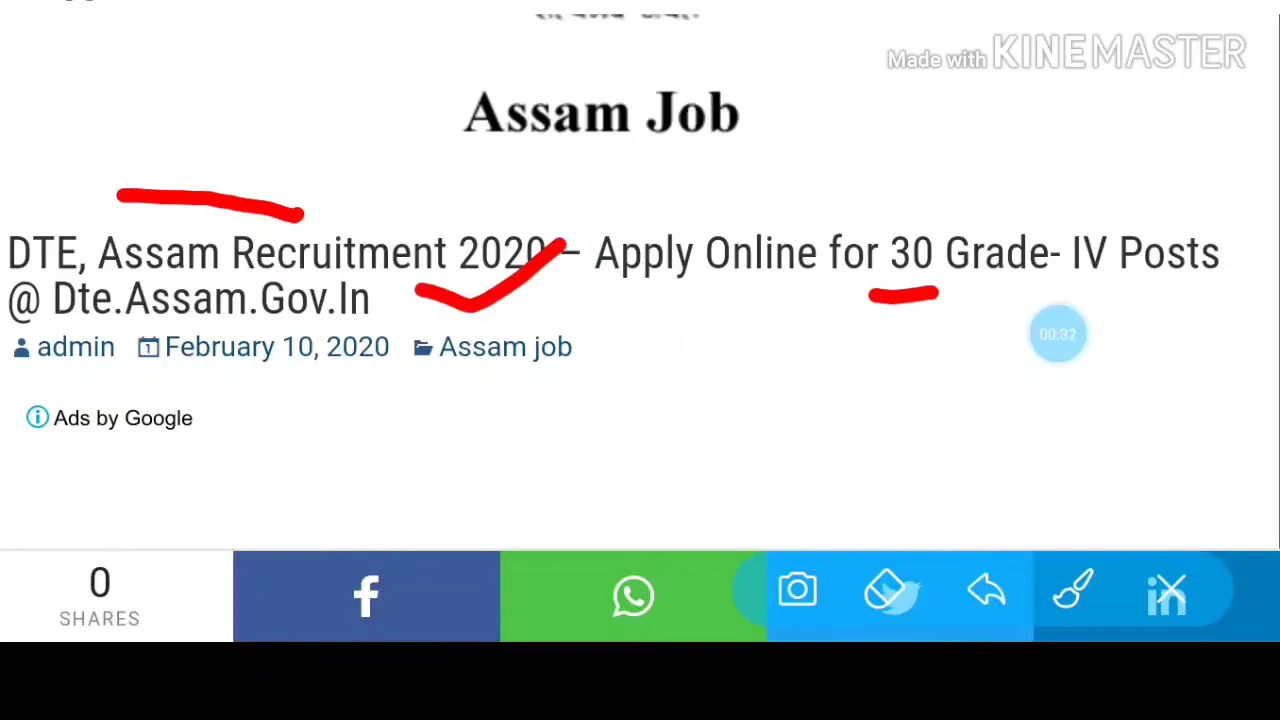 Made with KINEMASTER
Assam Job
DTE, Assam Recruitment 2020 – Apply Online for 30 Grade- IV Posts
@ Dte.Assam.Gov.In
admin February 10, 2020 Assam job
00:32
Ads by Google
0
SHARES